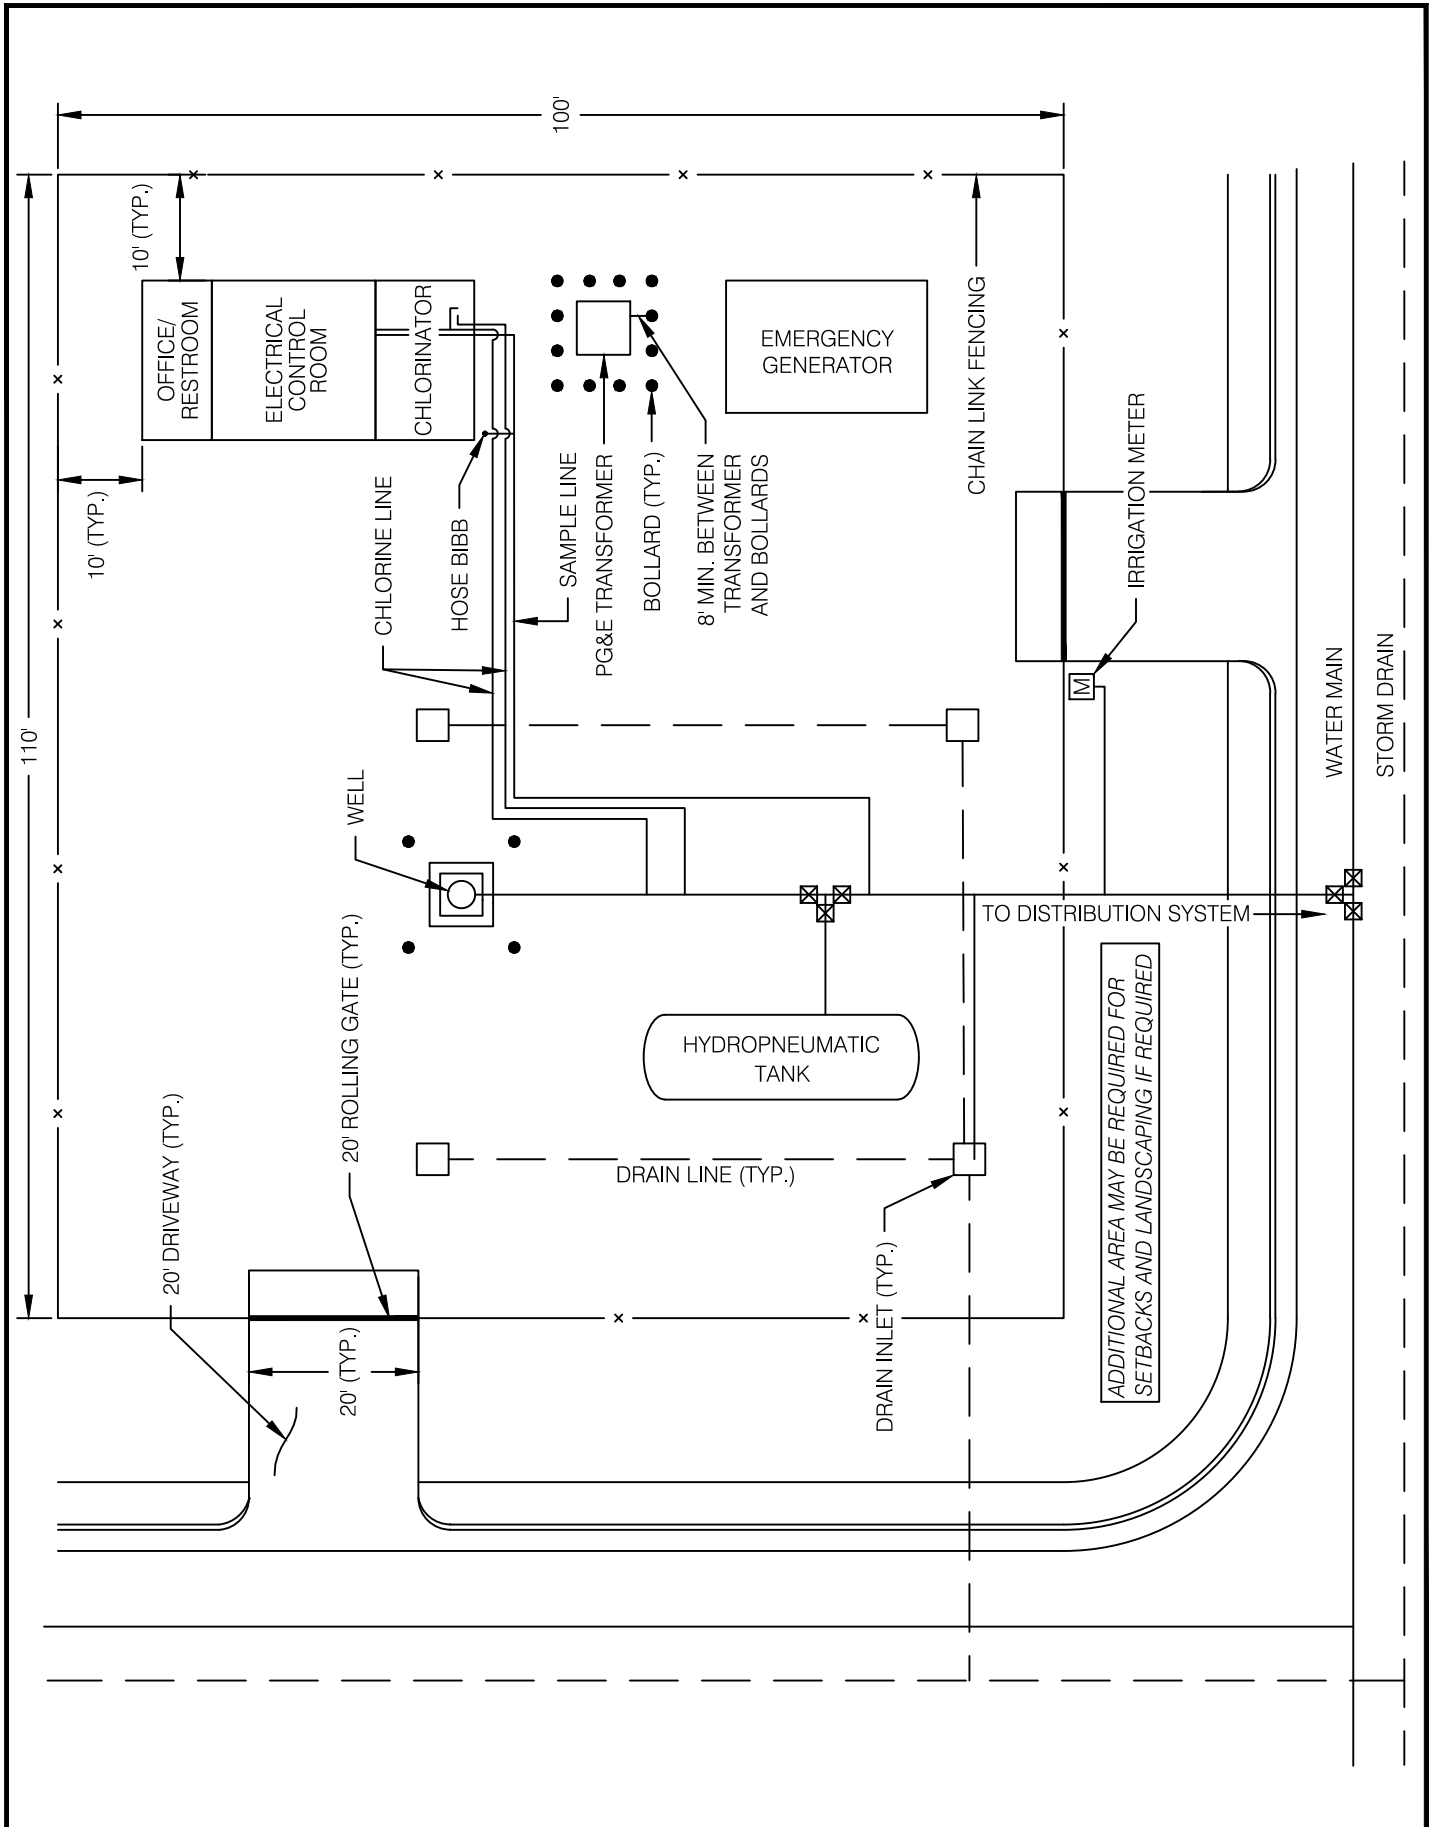 100'
110'
10' (TYP.)
OFFICE/
RESTROOM
ELECTRICAL
CONTROL
ROOM
CHLORINATOR
EMERGENCY
GENERATOR
CHAIN LINK FENCING
10' (TYP.)
CHLORINE LINE
HOSE BIBB
SAMPLE LINE
PG&E TRANSFORMER
BOLLARD (TYP.)
8' MIN. BETWEEN
TRANSFORMER
AND BOLLARDS
IRRIGATION METER
M
WATER MAIN
STORM DRAIN
WELL
TO DISTRIBUTION SYSTEM
20' ROLLING GATE (TYP.)
HYDROPNEUMATIC
TANK
20' DRIVEWAY (TYP.)
DRAIN LINE (TYP.)
DRAIN INLET (TYP.)
20' (TYP.)
ADDITIONAL AREA MAY BE REQUIRED FOR
SETBACKS AND LANDSCAPING IF REQUIRED